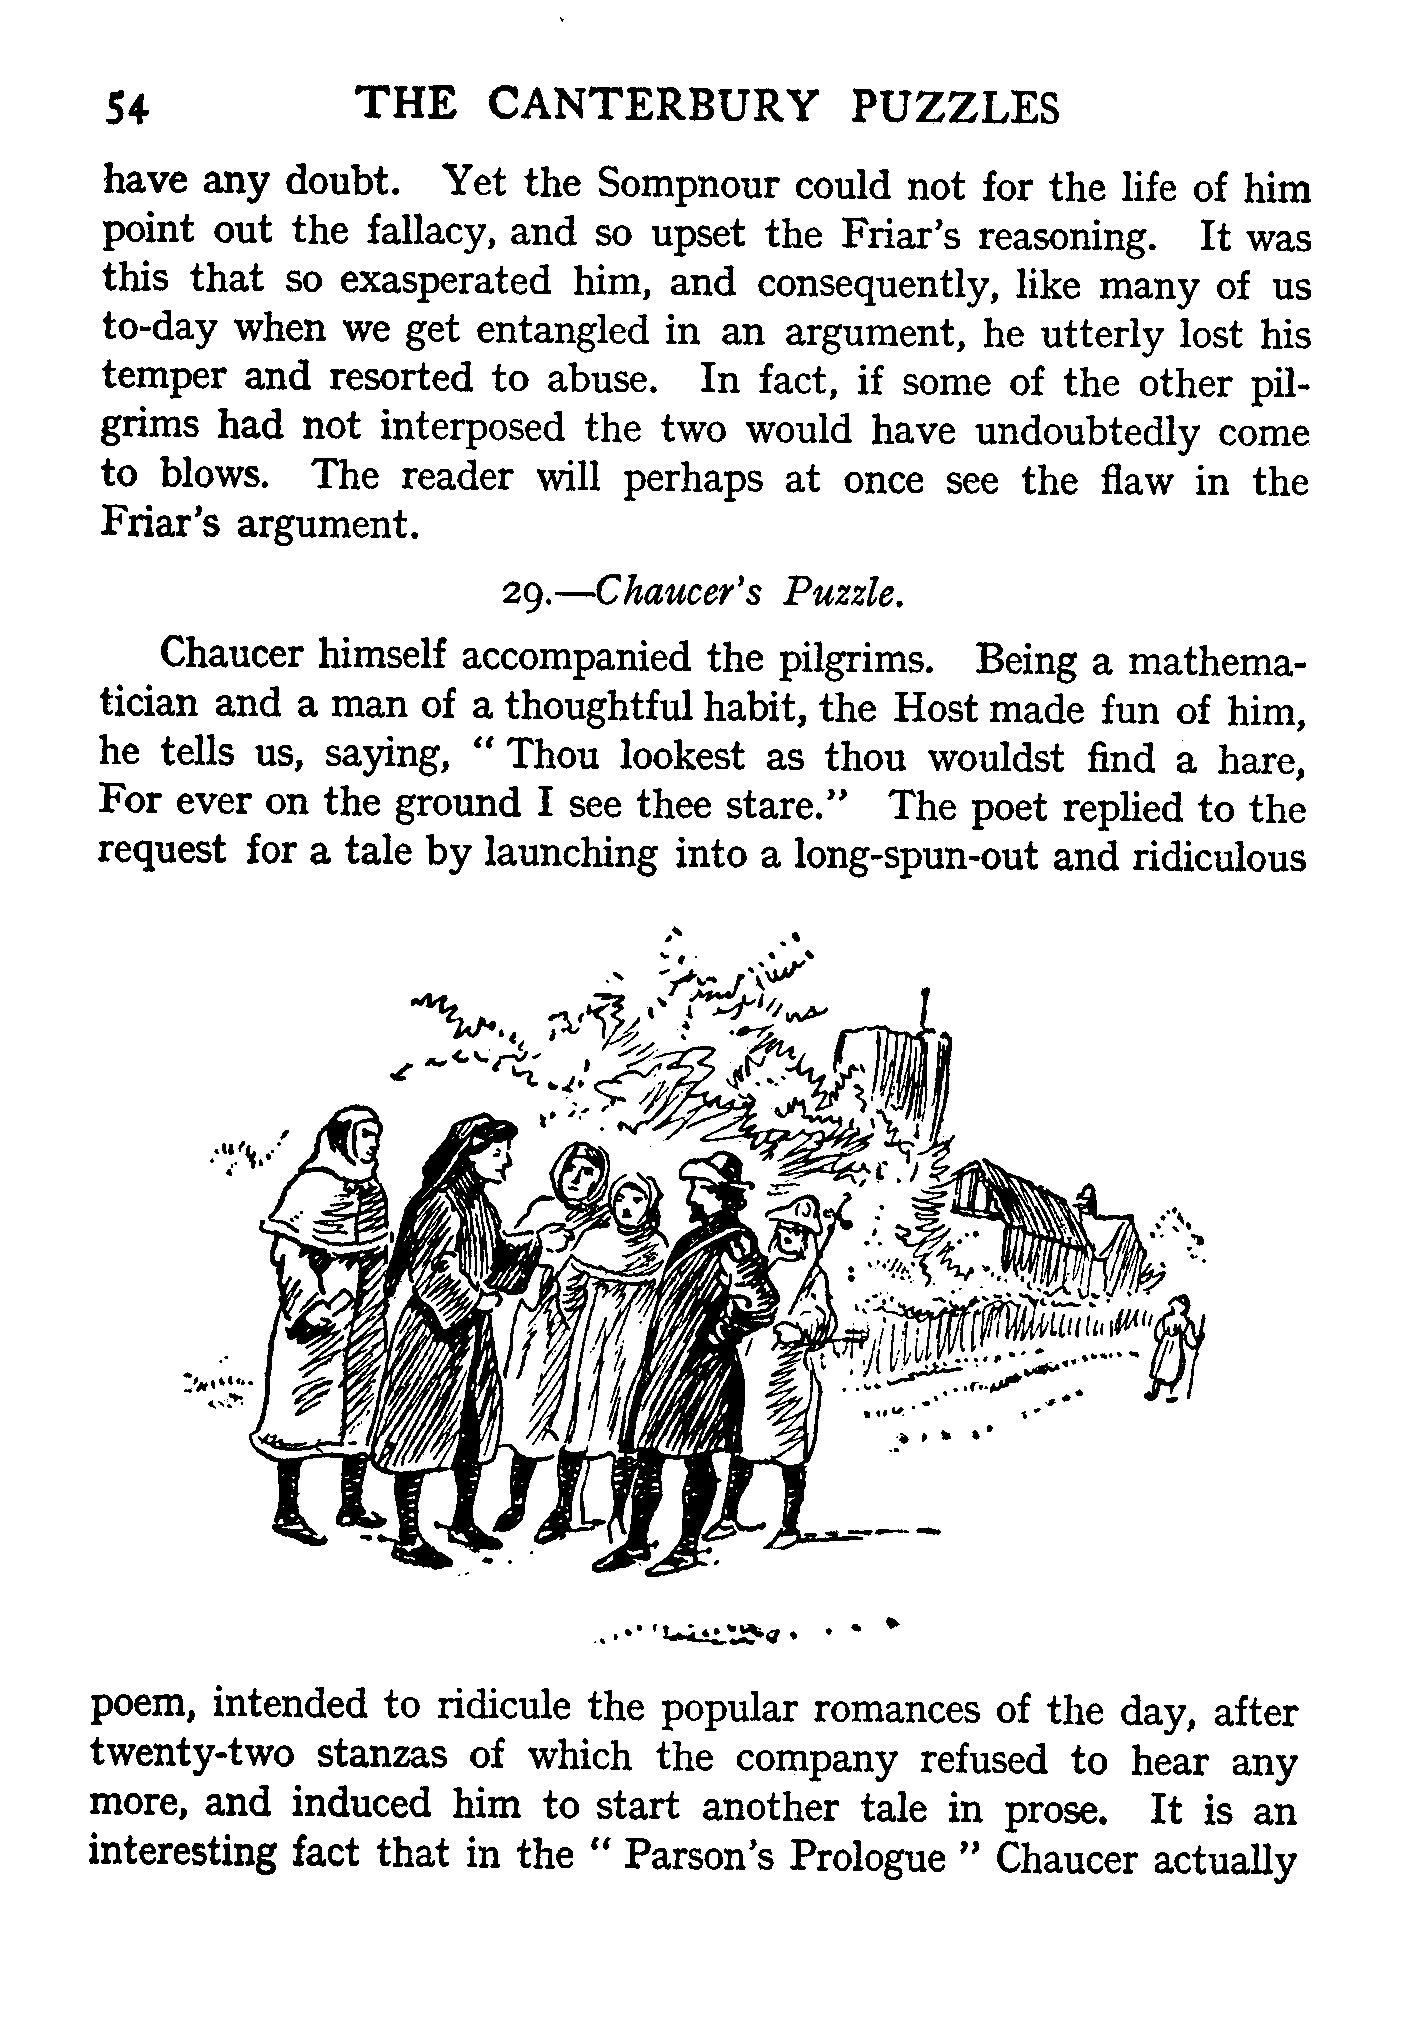 54 THE CANTERBURY PUZZLES
have any doubt. Yet the Sompnour could not for the life of him
point out the fallacy, and so upset the Friar's reasoning. It was
this that so exasperated him, and consequently, like many of us
to-day when we get entangled in an argument, he utterly lost his
temper and resorted to abuse. In fact, if some of the other pil-
grims had not interposed the two would have undoubtedly come
to blows. The reader will perhaps at once see the flaw in the
Friar's argument.
29.—Chaucer's Puzzle.
Chaucer himself accompanied the pilgrims. Being a mathema-
tician and a man of a thoughtful habit, the Host made fun of him,
he tells us, saying, “ Thou lookest as thou wouldst find a hare,
For ever on the ground I see thee stare.” The poet replied to the
request for a tale by launching into a long-spun-out and ridiculous
poem, intended to ridicule the popular romances of the day, after
twenty-two stanzas of which the company refused to hear any
more, and induced him to start another tale in prose. It is an
interesting fact that in the “ Parson's Prologue ” Chaucer actually